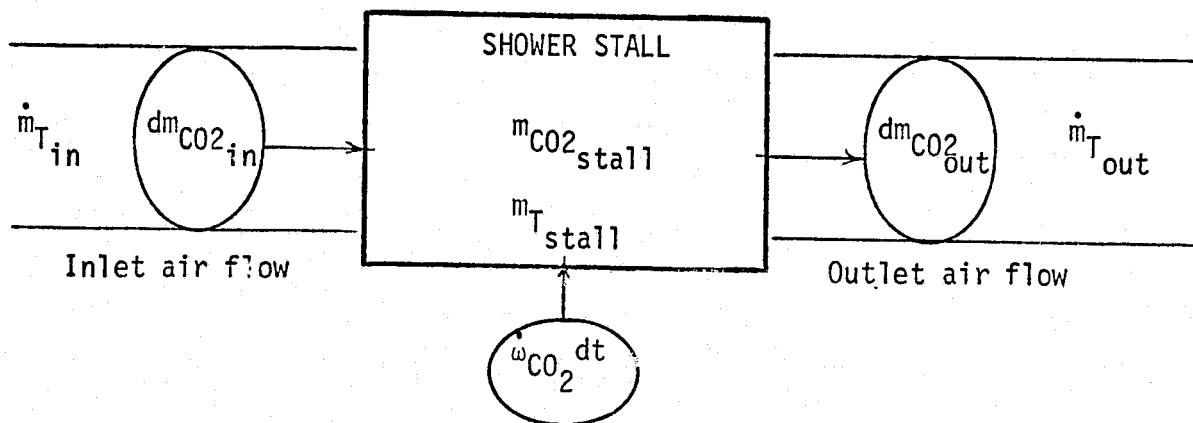 SHOWER STALL
ṁT in
dmCO2 in
mCO2 stall
mT stall
dmCO2 out
ṁT out
Inlet air flow
Outlet air flow
ω̇CO2 dt